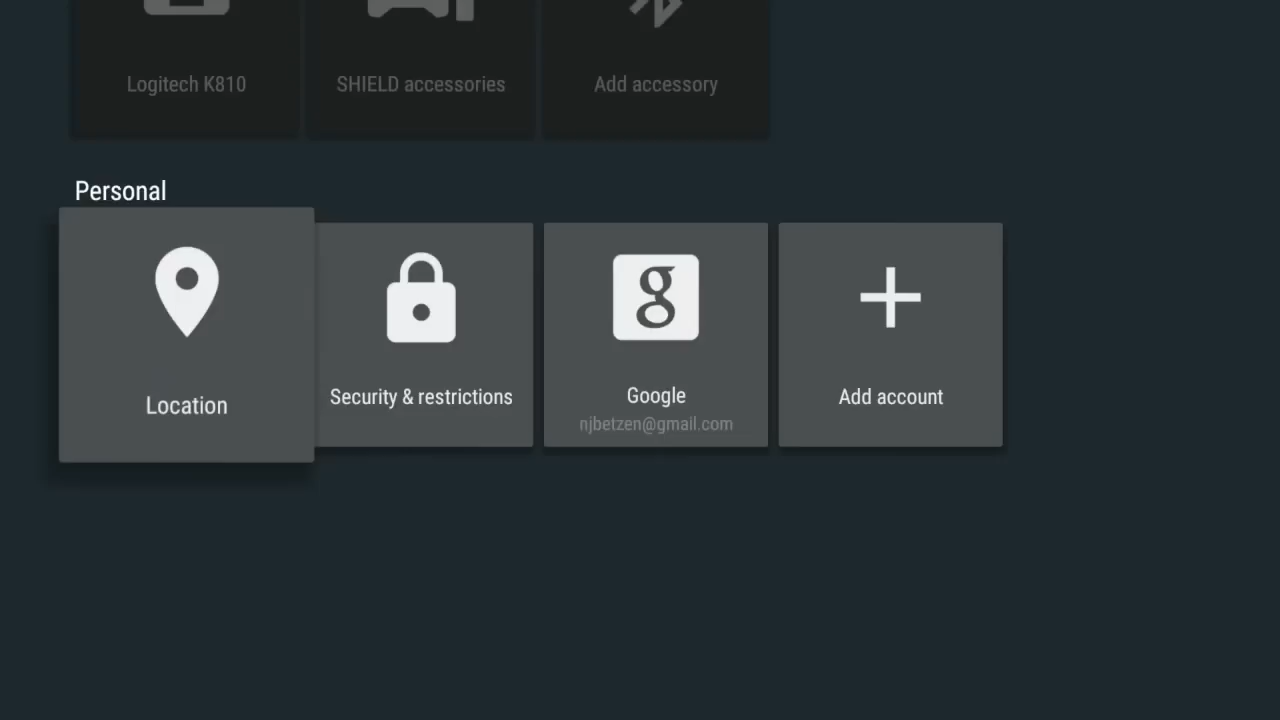 Logitech K810
SHIELD accessories
Add accessory
Personal
Location
Security & restrictions
Google
njbetzen@gmail.com
Add account